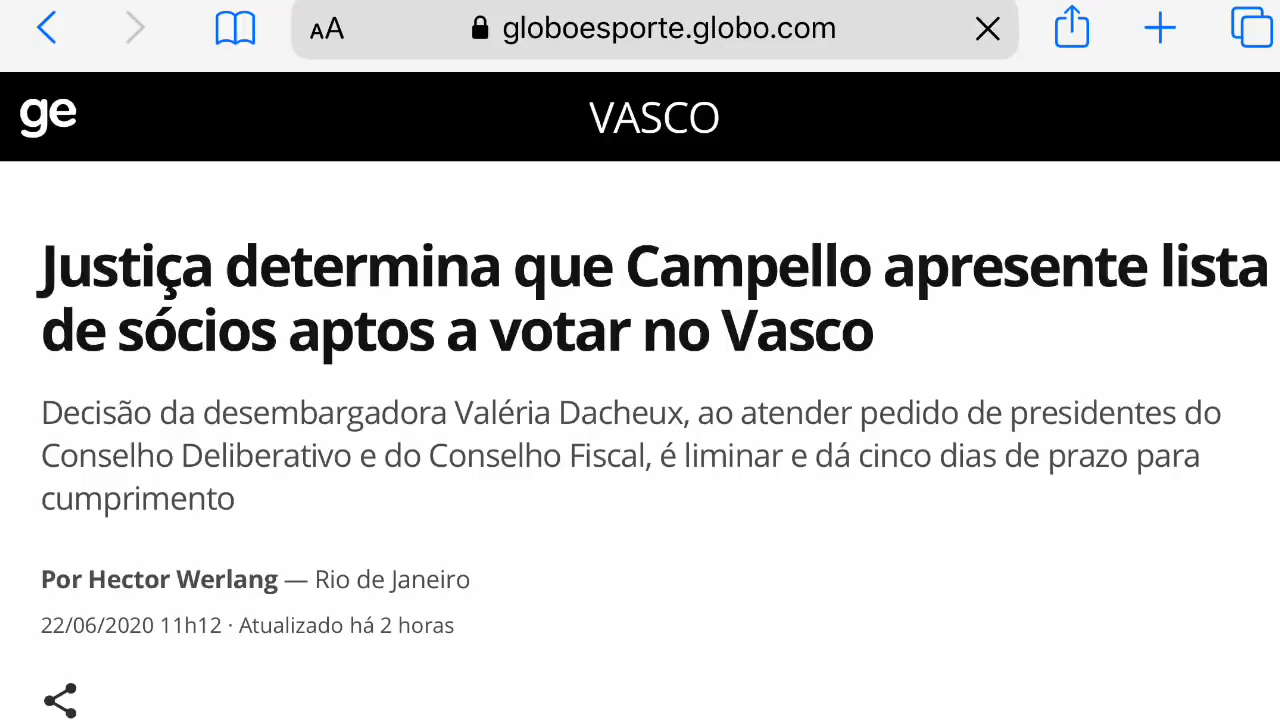 AA globoesporte.globo.com
ge VASCO
Justiça determina que Campello apresente lista
de sócios aptos a votar no Vasco
Decisão da desembargadora Valéria Dacheux, ao atender pedido de presidentes do
Conselho Deliberativo e do Conselho Fiscal, é liminar e dá cinco dias de prazo para
cumprimento
Por Hector Werlang — Rio de Janeiro
22/06/2020 11h12 · Atualizado há 2 horas